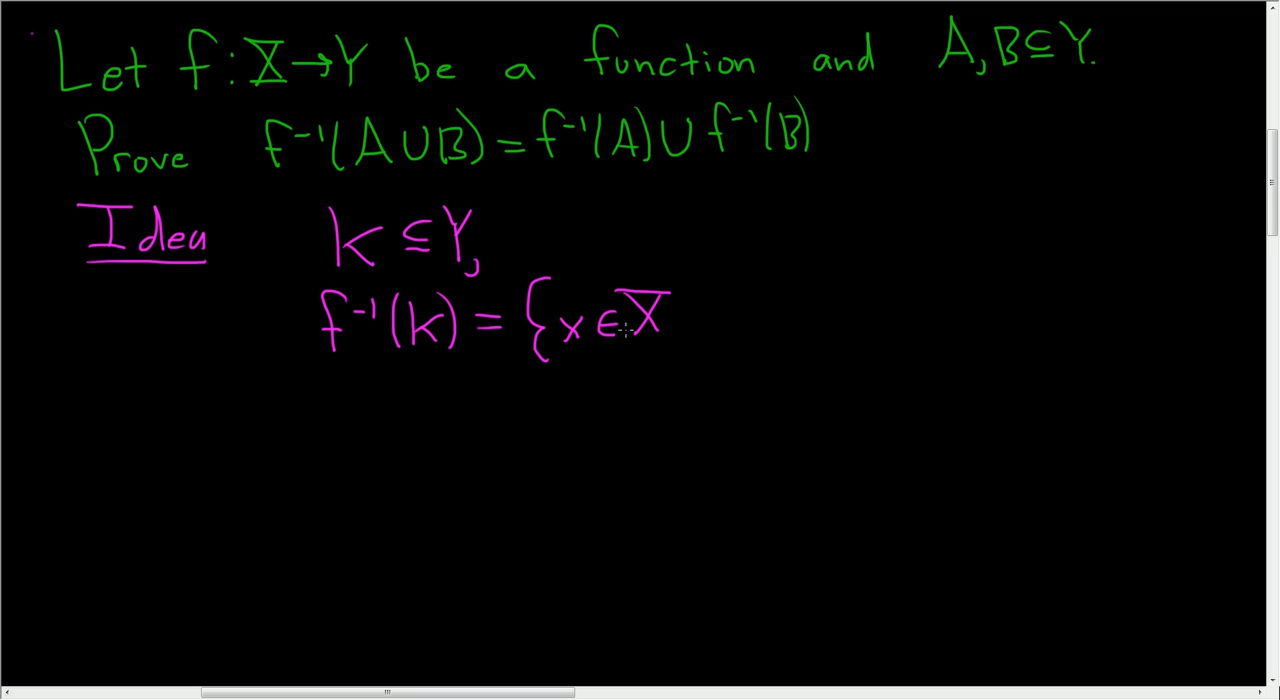 Let f: X → Y be a function and A, B ⊆ Y.
Prove f⁻¹(A ∪ B) = f⁻¹(A) ∪ f⁻¹(B)
Idea K ⊆ Y,
f⁻¹(K) = { x ∈ X